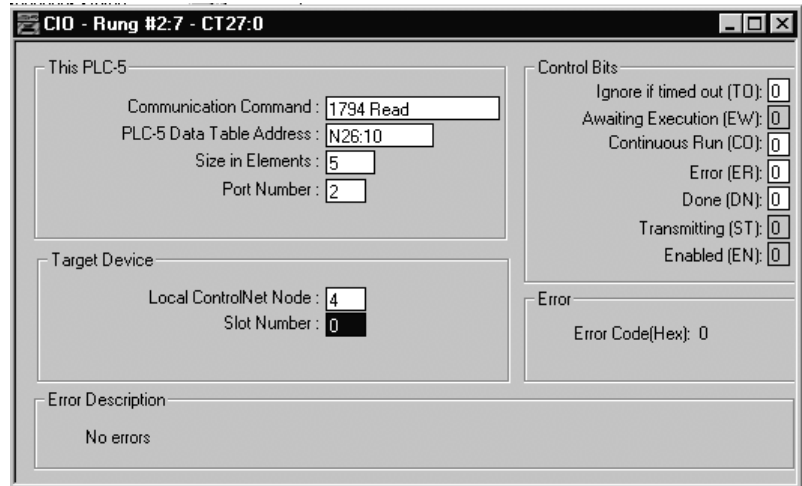 CIO - Rung #2:7 - CT27:0
This PLC-5
Communication Command : 1794 Read
PLC-5 Data Table Address : N26:10
Size in Elements : 5
Port Number : 2
Control Bits
Ignore if timed out (TO): 0
Awaiting Execution (EW): 0
Continuous Run (CO): 0
Error (ER): 0
Done (DN): 0
Transmitting (ST): 0
Enabled (EN): 0
Target Device
Local ControlNet Node : 4
Slot Number : 0
Error
Error Code(Hex): 0
Error Description
No errors